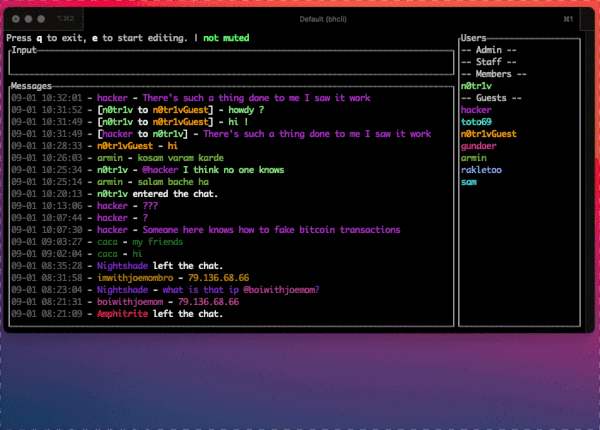 ⌥⌘2
Default (bhcli)
⌘1
Press q to exit, e to start editing. | not muted
Input
Messages
09-01 10:32:01 - hacker - There's such a thing done to me I saw it work
09-01 10:31:52 - [n0tr1v to n0tr1vGuest] - howdy ?
09-01 10:31:49 - [n0tr1v to n0tr1vGuest] - hi !
09-01 10:31:49 - [hacker to n0tr1v] - There's such a thing done to me I saw it work
09-01 10:28:33 - n0tr1vGuest - hi
09-01 10:26:03 - armin - kosam varam karde
09-01 10:25:34 - n0tr1v - @hacker I think no one knows
09-01 10:25:14 - armin - salam bache ha
09-01 10:20:13 - n0tr1v entered the chat.
09-01 10:13:06 - hacker - ???
09-01 10:07:44 - hacker - ?
09-01 10:07:30 - hacker - Someone here knows how to fake bitcoin transactions
09-01 09:03:27 - caca - my friends
09-01 09:02:04 - caca - hi
09-01 08:35:28 - Nightshade left the chat.
09-01 08:31:58 - imwithjoemombro - 79.136.68.66
09-01 08:23:04 - Nightshade - what is that ip @boiwithjoemom?
09-01 08:21:31 - boiwithjoemom - 79.136.68.66
09-01 08:21:09 - Amphitrite left the chat.
Users
-- Admin --
-- Staff --
-- Members --
n0tr1v
-- Guests --
hacker
toto69
n0tr1vGuest
gundaer
armin
rakletoo
sam